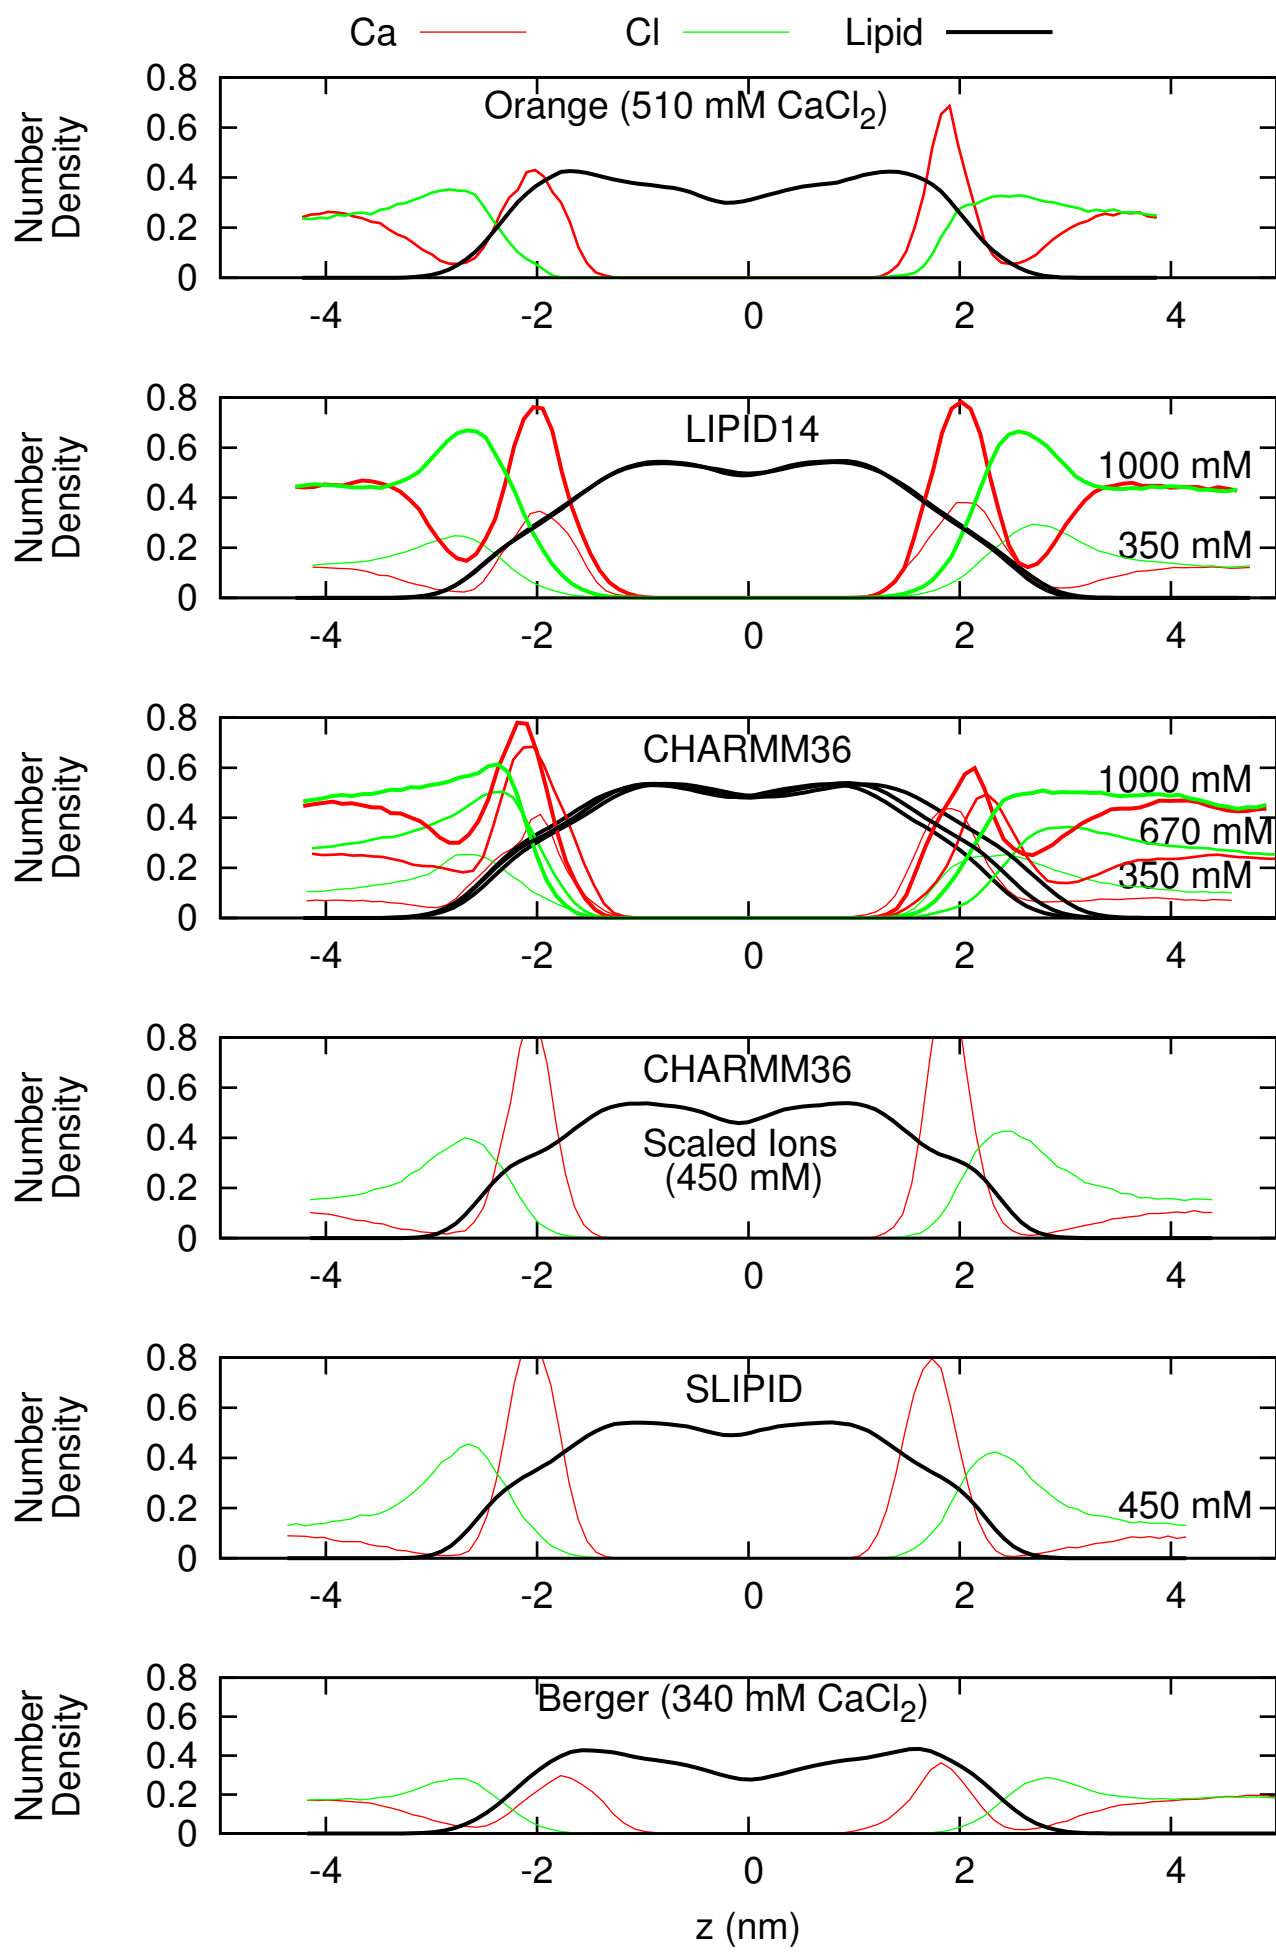 Ca Cl Lipid
Number
Density
0.8
0.6
0.4
0.2
0
Orange (510 mM CaCl₂)
-4 -2 0 2 4
Number
Density
0.8
0.6
0.4
0.2
0
LIPID14
1000 mM
350 mM
-4 -2 0 2 4
Number
Density
0.8
0.6
0.4
0.2
0
CHARMM36
1000 mM
670 mM
350 mM
-4 -2 0 2 4
Number
Density
0.8
0.6
0.4
0.2
0
CHARMM36
Scaled Ions
(450 mM)
-4 -2 0 2 4
Number
Density
0.8
0.6
0.4
0.2
0
SLIPID
450 mM
-4 -2 0 2 4
Number
Density
0.8
0.6
0.4
0.2
0
Berger (340 mM CaCl₂)
-4 -2 0 2 4
z (nm)